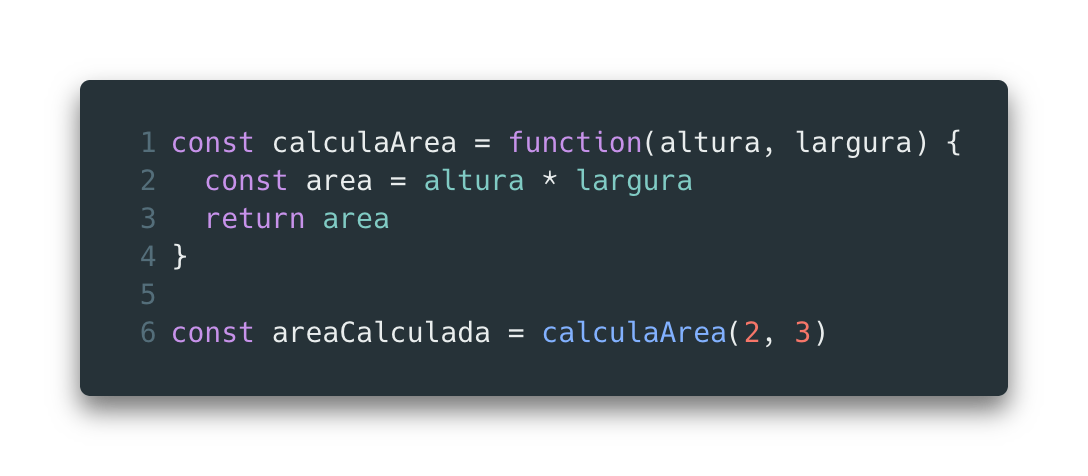 1 const calculaArea = function(altura, largura) {
2   const area = altura * largura
3   return area
4 }
5
6 const areaCalculada = calculaArea(2, 3)